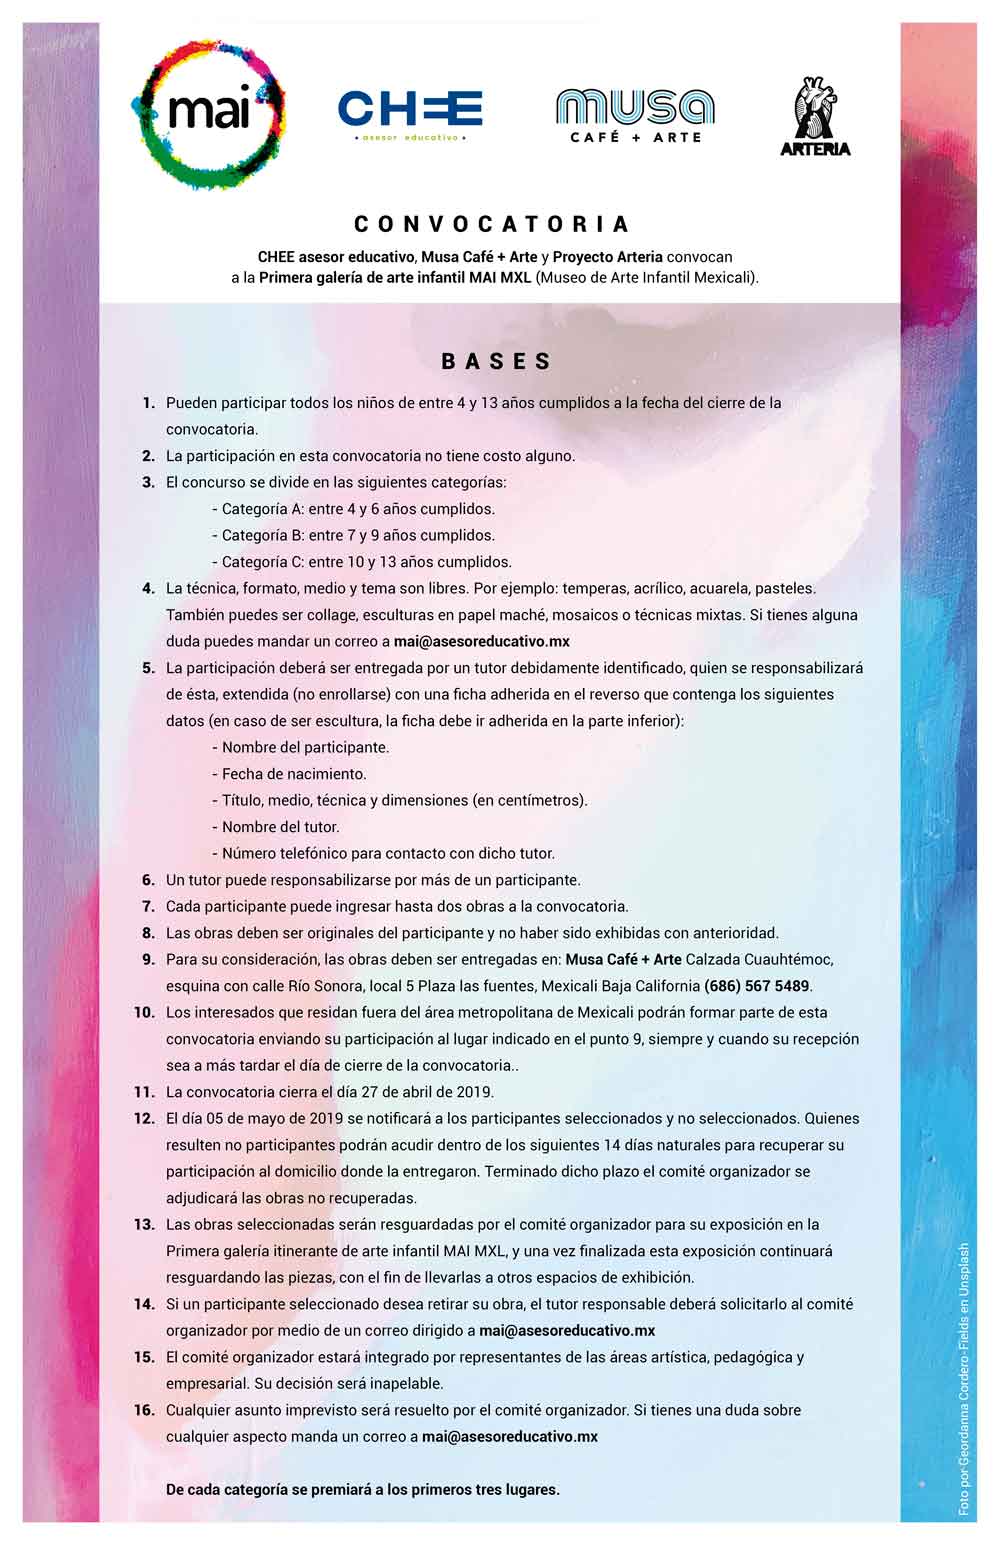 mai
CHEE
• asesor educativo •
musa
CAFÉ + ARTE
ARTERIA
CONVOCATORIA
CHEE asesor educativo, Musa Café + Arte y Proyecto Arteria convocan
a la Primera galería de arte infantil MAI MXL (Museo de Arte Infantil Mexicali).
BASES
1. Pueden participar todos los niños de entre 4 y 13 años cumplidos a la fecha del cierre de la
convocatoria.
2. La participación en esta convocatoria no tiene costo alguno.
3. El concurso se divide en las siguientes categorías:
- Categoría A: entre 4 y 6 años cumplidos.
- Categoría B: entre 7 y 9 años cumplidos.
- Categoría C: entre 10 y 13 años cumplidos.
4. La técnica, formato, medio y tema son libres. Por ejemplo: temperas, acrílico, acuarela, pasteles.
También puedes ser collage, esculturas en papel maché, mosaicos o técnicas mixtas. Si tienes alguna
duda puedes mandar un correo a mai@asesoreducativo.mx
5. La participación deberá ser entregada por un tutor debidamente identificado, quien se responsabilizará
de ésta, extendida (no enrollarse) con una ficha adherida en el reverso que contenga los siguientes
datos (en caso de ser escultura, la ficha debe ir adherida en la parte inferior):
- Nombre del participante.
- Fecha de nacimiento.
- Título, medio, técnica y dimensiones (en centímetros).
- Nombre del tutor.
- Número telefónico para contacto con dicho tutor.
6. Un tutor puede responsabilizarse por más de un participante.
7. Cada participante puede ingresar hasta dos obras a la convocatoria.
8. Las obras deben ser originales del participante y no haber sido exhibidas con anterioridad.
9. Para su consideración, las obras deben ser entregadas en: Musa Café + Arte Calzada Cuauhtémoc,
esquina con calle Río Sonora, local 5 Plaza las fuentes, Mexicali Baja California (686) 567 5489.
10. Los interesados que residan fuera del área metropolitana de Mexicali podrán formar parte de esta
convocatoria enviando su participación al lugar indicado en el punto 9, siempre y cuando su recepción
sea a más tardar el día de cierre de la convocatoria..
11. La convocatoria cierra el día 27 de abril de 2019.
12. El día 05 de mayo de 2019 se notificará a los participantes seleccionados y no seleccionados. Quienes
resulten no participantes podrán acudir dentro de los siguientes 14 días naturales para recuperar su
participación al domicilio donde la entregaron. Terminado dicho plazo el comité organizador se
adjudicará las obras no recuperadas.
13. Las obras seleccionadas serán resguardadas por el comité organizador para su exposición en la
Primera galería itinerante de arte infantil MAI MXL, y una vez finalizada esta exposición continuará
resguardando las piezas, con el fin de llevarlas a otros espacios de exhibición.
14. Si un participante seleccionado desea retirar su obra, el tutor responsable deberá solicitarlo al comité
organizador por medio de un correo dirigido a mai@asesoreducativo.mx
15. El comité organizador estará integrado por representantes de las áreas artística, pedagógica y
empresarial. Su decisión será inapelable.
16. Cualquier asunto imprevisto será resuelto por el comité organizador. Si tienes una duda sobre
cualquier aspecto manda un correo a mai@asesoreducativo.mx
De cada categoría se premiará a los primeros tres lugares.
Foto por Geordanna Cordero-Fields en Unsplash